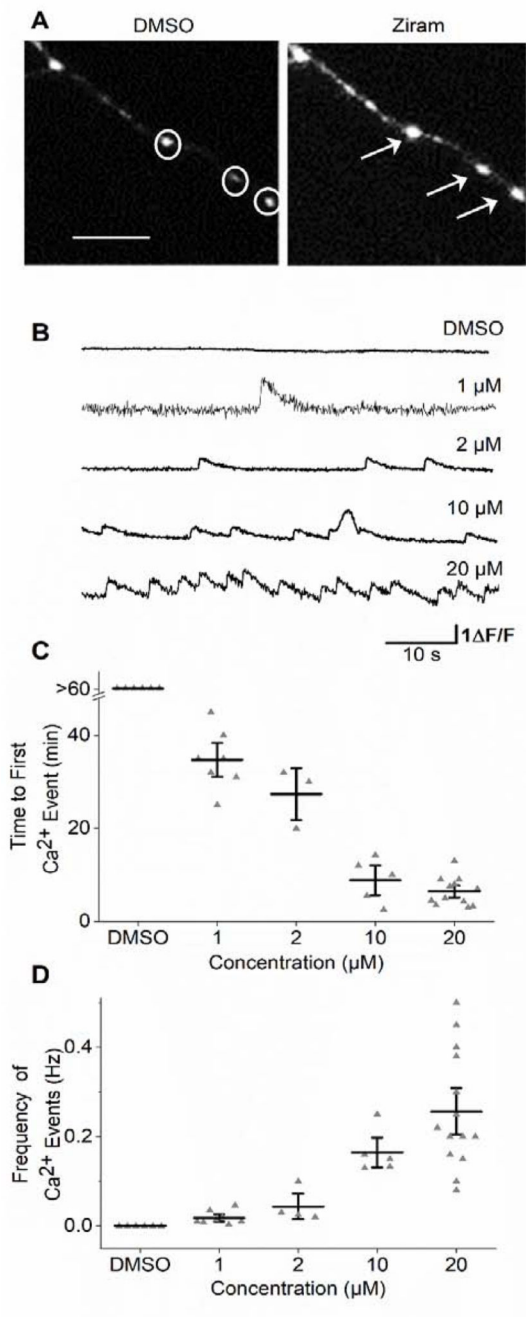 A
DMSO Ziram
B
DMSO
1 µM
2 µM
10 µM
20 µM
1ΔF/F
10 s
C
Time to First
Ca2+ Event (min)
>60
40
20
0
DMSO 1 2 10 20
Concentration (µM)
D
Frequency of
Ca2+ Events (Hz)
0.4
0.2
0.0
DMSO 1 2 10 20
Concentration (µM)